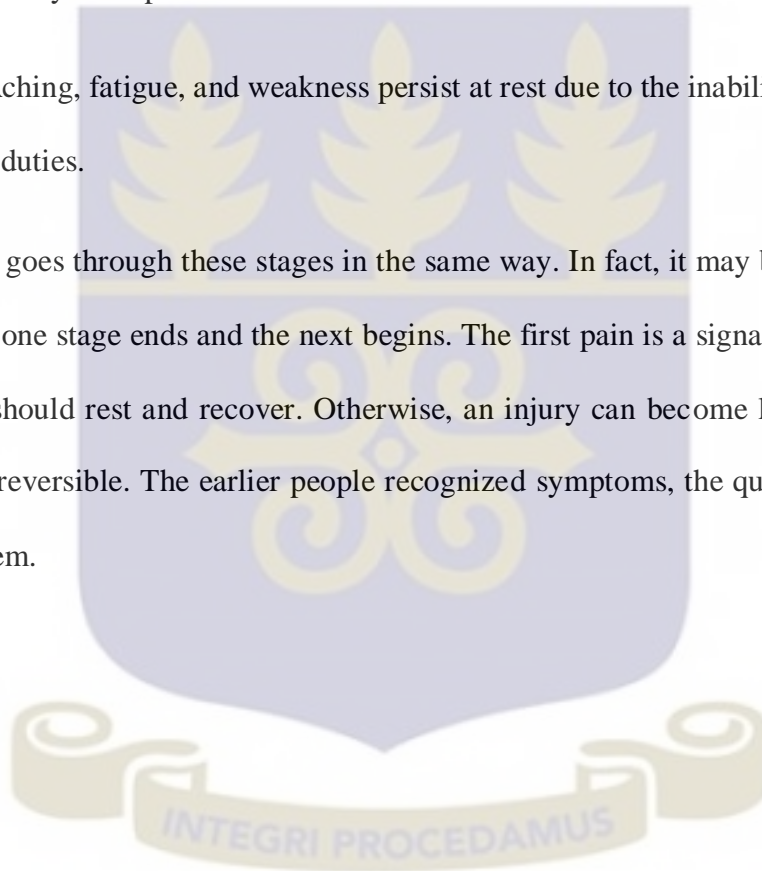 aching, fatigue, and weakness persist at rest due to the inabil
duties.
goes through these stages in the same way. In fact, it may b
one stage ends and the next begins. The first pain is a signa
should rest and recover. Otherwise, an injury can become l
reversible. The earlier people recognized symptoms, the qu
em.
INTEGRI PROCEDAMUS